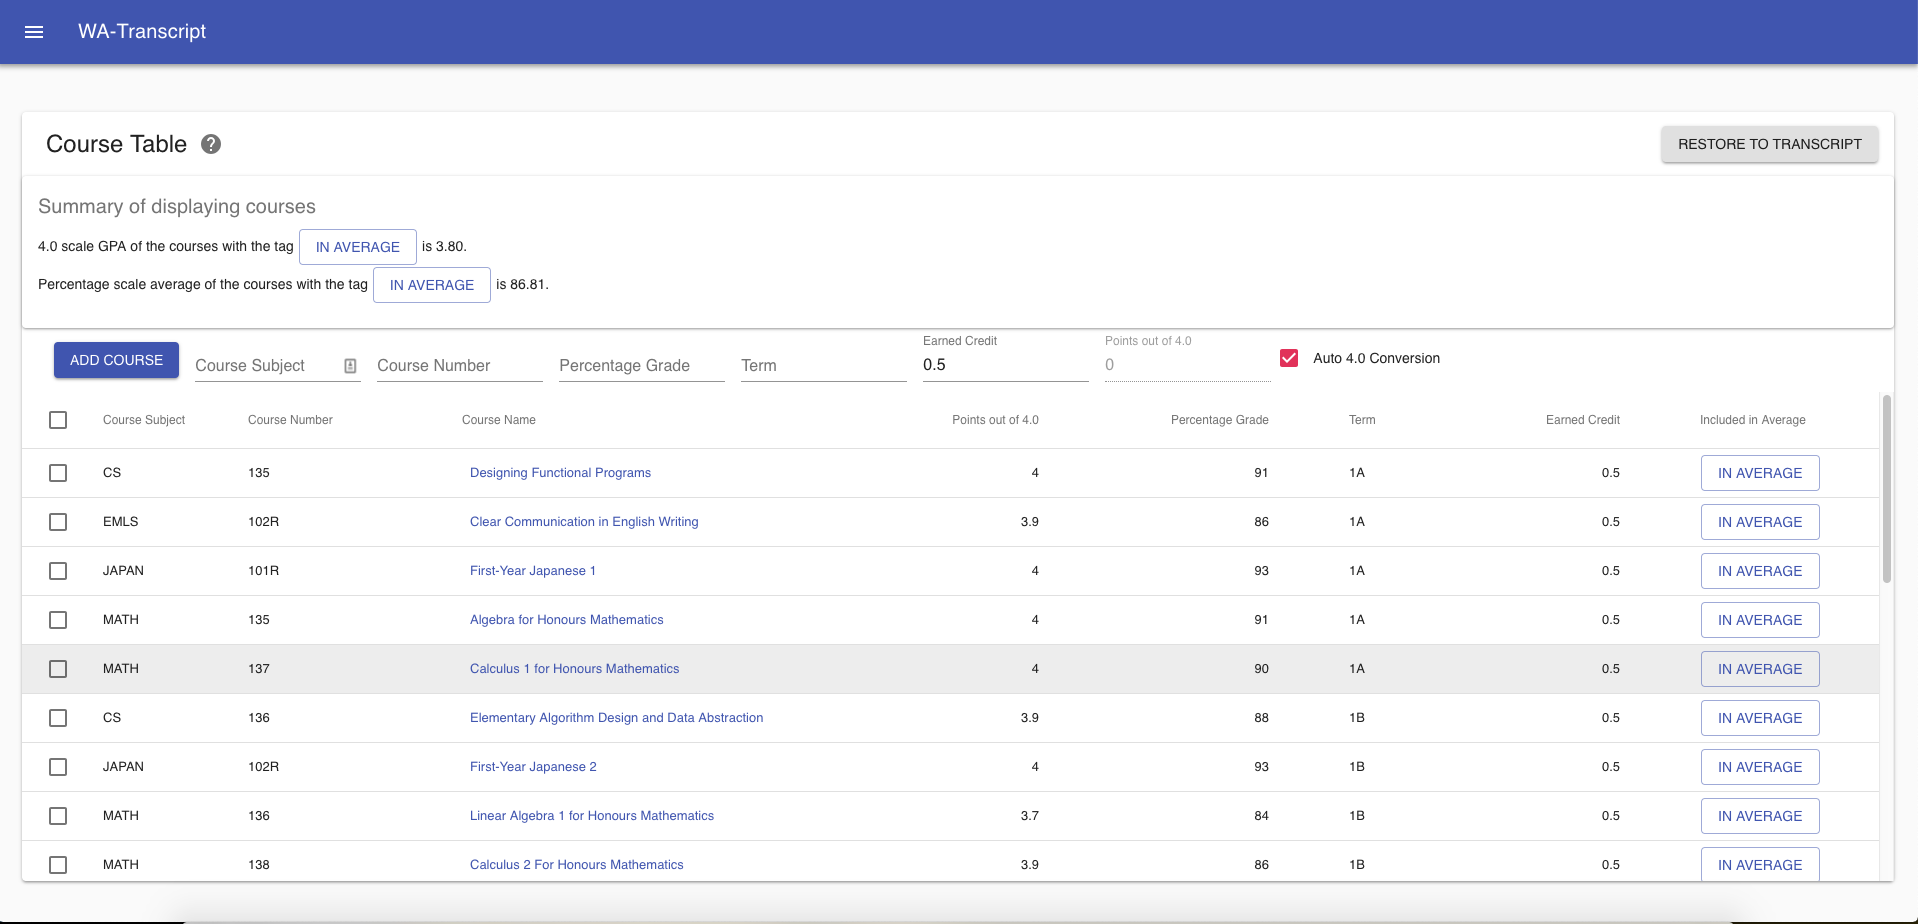 WA-Transcript
Course Table ?
RESTORE TO TRANSCRIPT
Summary of displaying courses
4.0 scale GPA of the courses with the tag IN AVERAGE is 3.80.
Percentage scale average of the courses with the tag IN AVERAGE is 86.81.
Earned Credit Points out of 4.0
ADD COURSE Course Subject Course Number Percentage Grade Term 0.5 0 Auto 4.0 Conversion
Course Subject Course Number Course Name Points out of 4.0 Percentage Grade Term Earned Credit Included in Average
CS 135 Designing Functional Programs 4 91 1A 0.5 IN AVERAGE
EMLS 102R Clear Communication in English Writing 3.9 86 1A 0.5 IN AVERAGE
JAPAN 101R First-Year Japanese 1 4 93 1A 0.5 IN AVERAGE
MATH 135 Algebra for Honours Mathematics 4 91 1A 0.5 IN AVERAGE
MATH 137 Calculus 1 for Honours Mathematics 4 90 1A 0.5 IN AVERAGE
CS 136 Elementary Algorithm Design and Data Abstraction 3.9 88 1B 0.5 IN AVERAGE
JAPAN 102R First-Year Japanese 2 4 93 1B 0.5 IN AVERAGE
MATH 136 Linear Algebra 1 for Honours Mathematics 3.7 84 1B 0.5 IN AVERAGE
MATH 138 Calculus 2 For Honours Mathematics 3.9 86 1B 0.5 IN AVERAGE